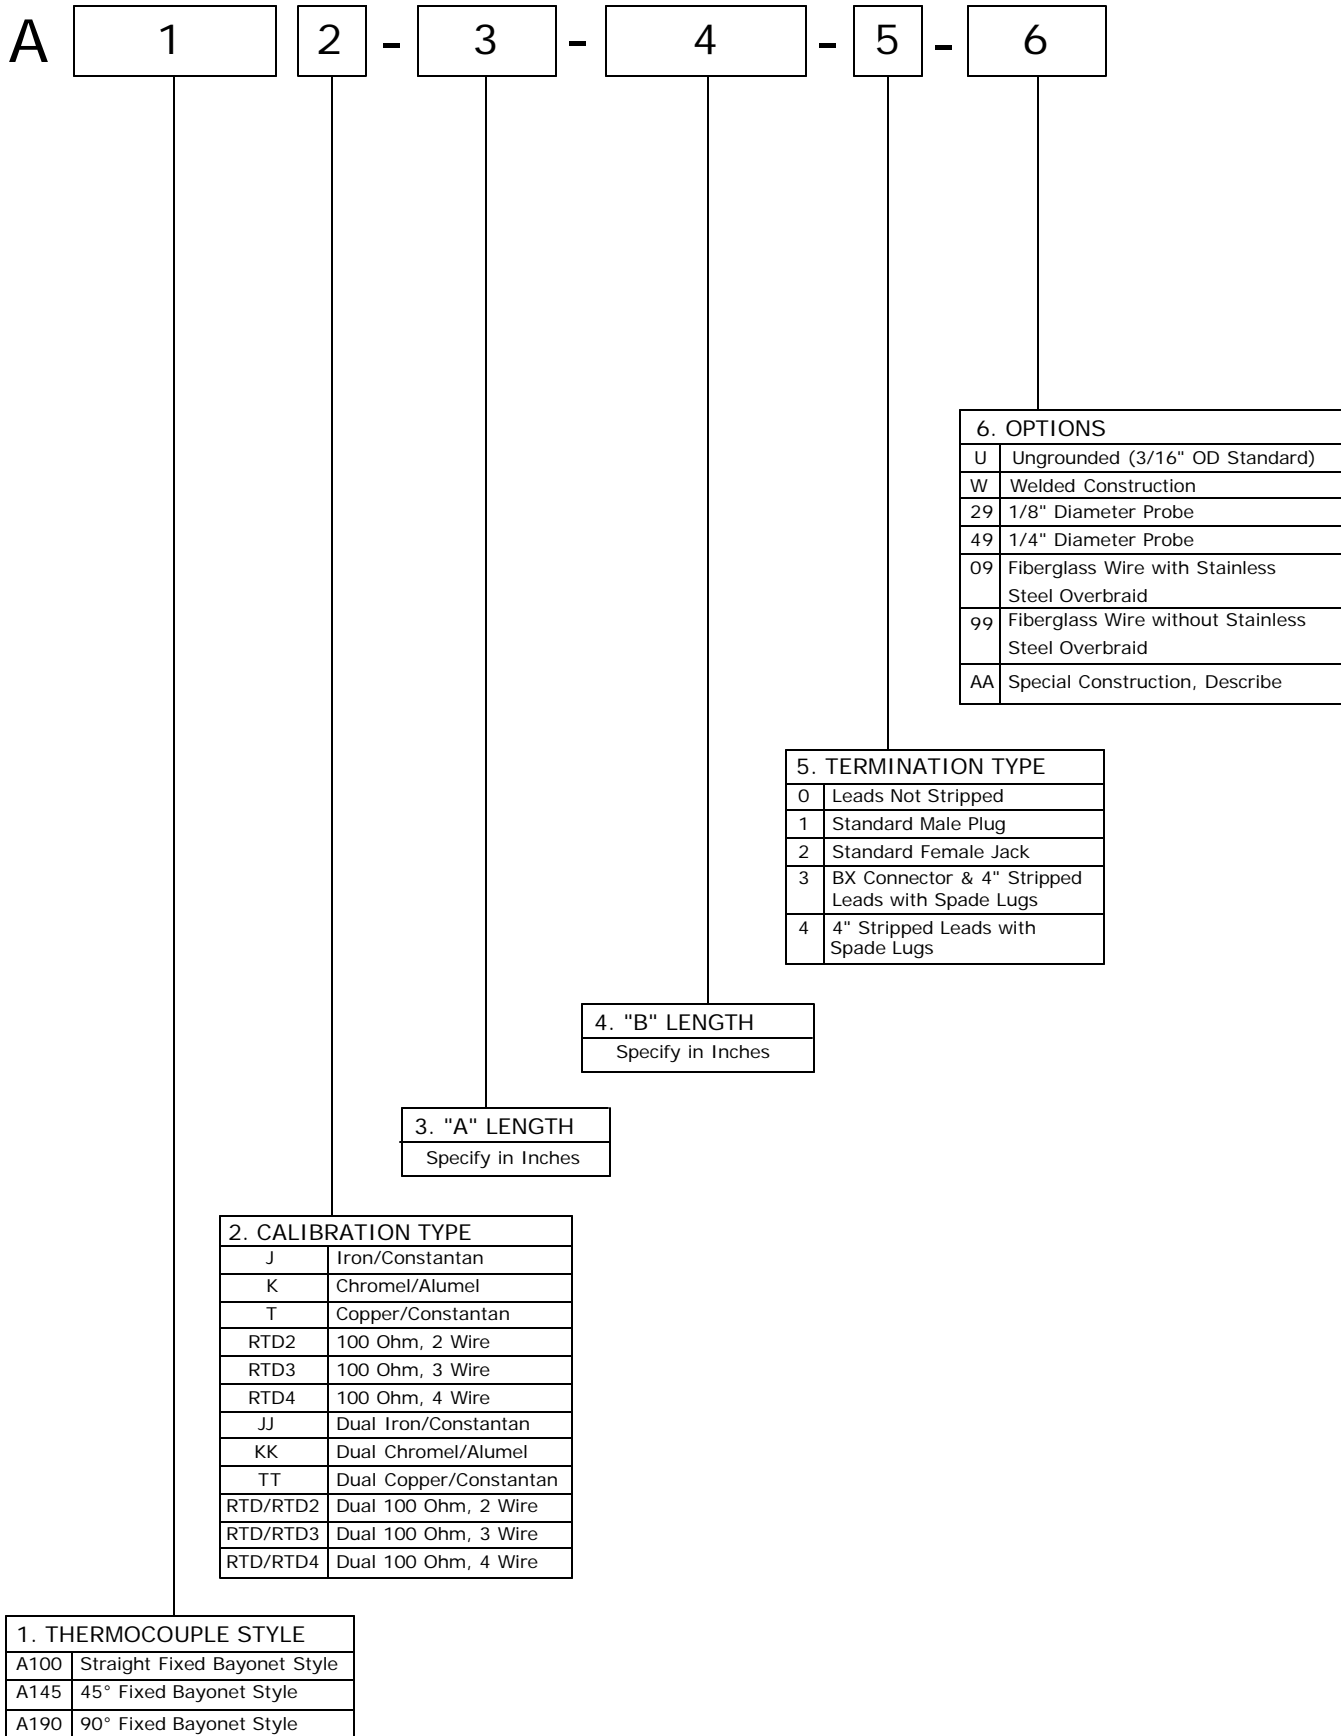 A 1 2 - 3 - 4 - 5 - 6
6. OPTIONS
U Ungrounded (3/16" OD Standard)
W Welded Construction
29 1/8" Diameter Probe
49 1/4" Diameter Probe
09 Fiberglass Wire with Stainless
Steel Overbraid
99 Fiberglass Wire without Stainless
Steel Overbraid
AA Special Construction, Describe
5. TERMINATION TYPE
0 Leads Not Stripped
1 Standard Male Plug
2 Standard Female Jack
3 BX Connector & 4" Stripped
Leads with Spade Lugs
4 4" Stripped Leads with
Spade Lugs
4. "B" LENGTH
Specify in Inches
3. "A" LENGTH
Specify in Inches
2. CALIBRATION TYPE
J Iron/Constantan
K Chromel/Alumel
T Copper/Constantan
RTD2 100 Ohm, 2 Wire
RTD3 100 Ohm, 3 Wire
RTD4 100 Ohm, 4 Wire
JJ Dual Iron/Constantan
KK Dual Chromel/Alumel
TT Dual Copper/Constantan
RTD/RTD2 Dual 100 Ohm, 2 Wire
RTD/RTD3 Dual 100 Ohm, 3 Wire
RTD/RTD4 Dual 100 Ohm, 4 Wire
1. THERMOCOUPLE STYLE
A100 Straight Fixed Bayonet Style
A145 45° Fixed Bayonet Style
A190 90° Fixed Bayonet Style